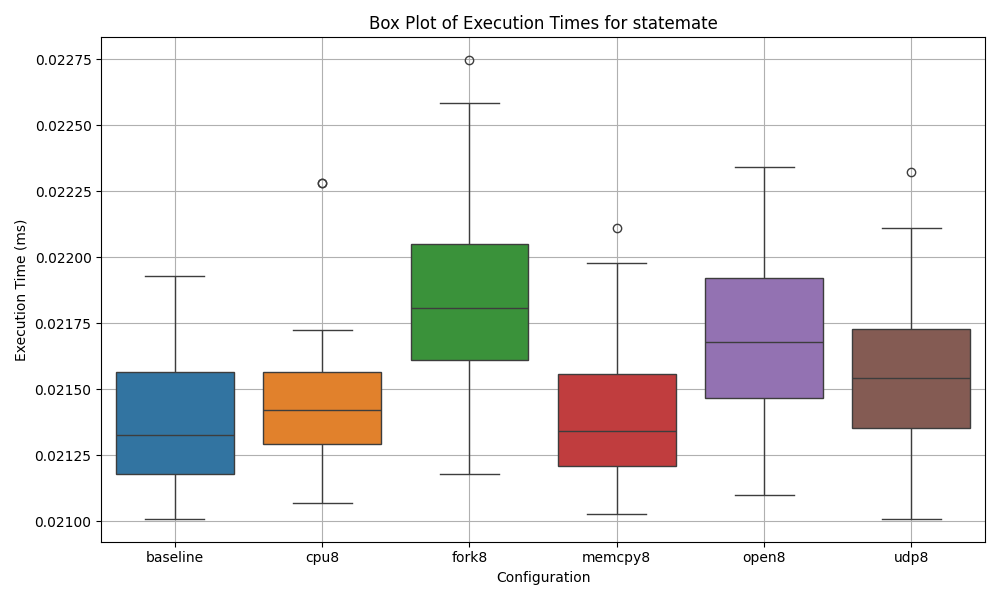 Box Plot of Execution Times for statemate
Execution Time (ms)
0.02275
0.02250
0.02225
0.02200
0.02175
0.02150
0.02125
0.02100
baseline
cpu8
fork8
memcpy8
open8
udp8
Configuration